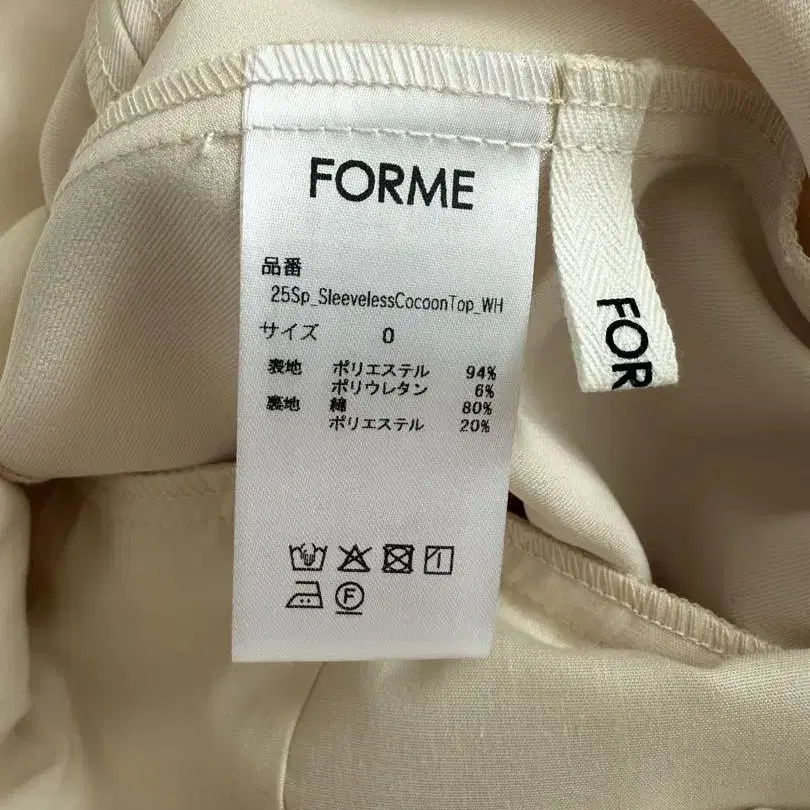 FORME
品番
25Sp_SleevelessCocoonTop_WH
サイズ 0
表地 ポリエステル 94%
ポリウレタン 6%
裏地 綿 80%
ポリエステル 20%
F
FOR